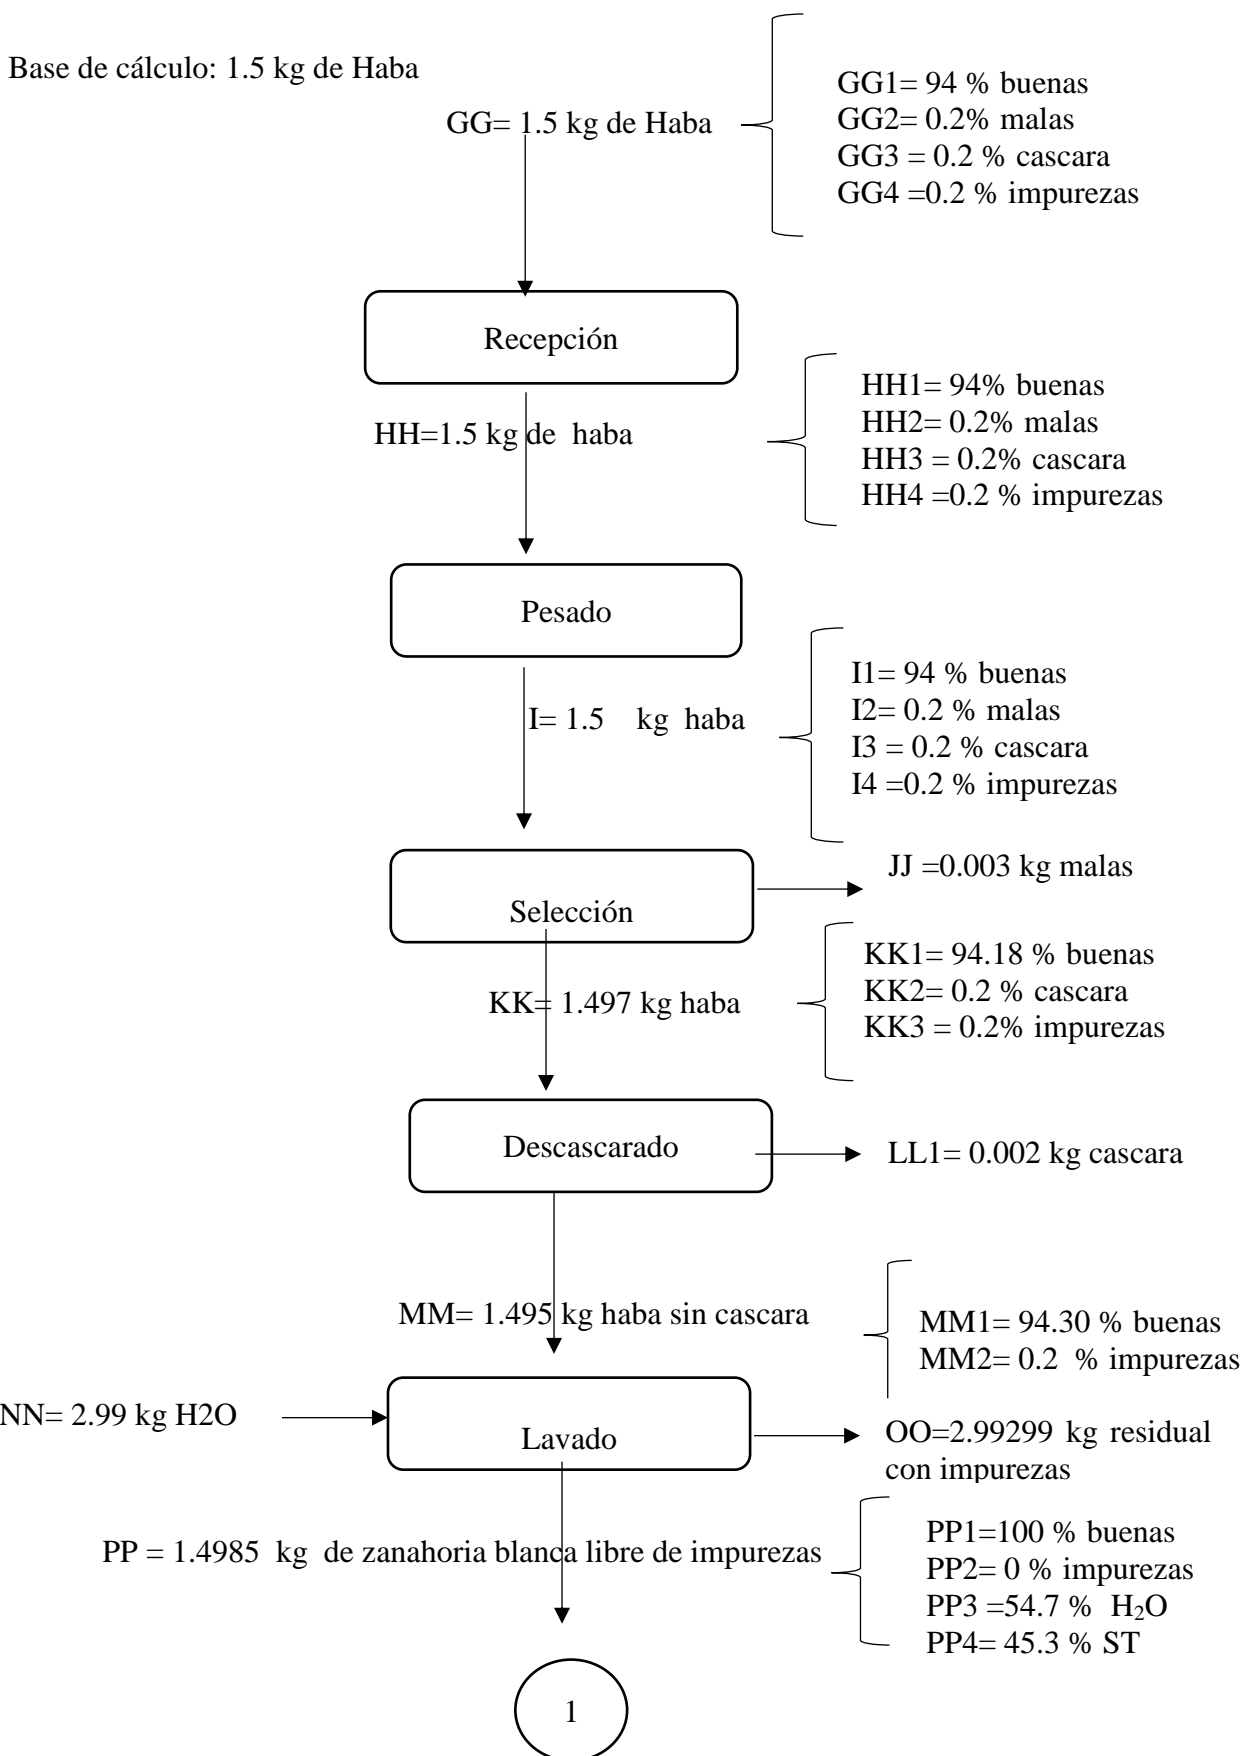 Base de cálculo: 1.5 kg de Haba
GG= 1.5 kg de Haba
GG1= 94 % buenas
GG2= 0.2% malas
GG3 = 0.2 % cascara
GG4 =0.2 % impurezas
Recepción
HH=1.5 kg de haba
HH1= 94% buenas
HH2= 0.2% malas
HH3 = 0.2% cascara
HH4 =0.2 % impurezas
Pesado
I= 1.5 kg haba
I1= 94 % buenas
I2= 0.2 % malas
I3 = 0.2 % cascara
I4 =0.2 % impurezas
Selección
JJ =0.003 kg malas
KK= 1.497 kg haba
KK1= 94.18 % buenas
KK2= 0.2 % cascara
KK3 = 0.2% impurezas
Descascarado
LL1= 0.002 kg cascara
MM= 1.495 kg haba sin cascara
MM1= 94.30 % buenas
MM2= 0.2 % impurezas
NN= 2.99 kg H2O
Lavado
OO=2.99299 kg residual
con impurezas
PP = 1.4985 kg de zanahoria blanca libre de impurezas
PP1=100 % buenas
PP2= 0 % impurezas
PP3 =54.7 % H₂O
PP4= 45.3 % ST
1